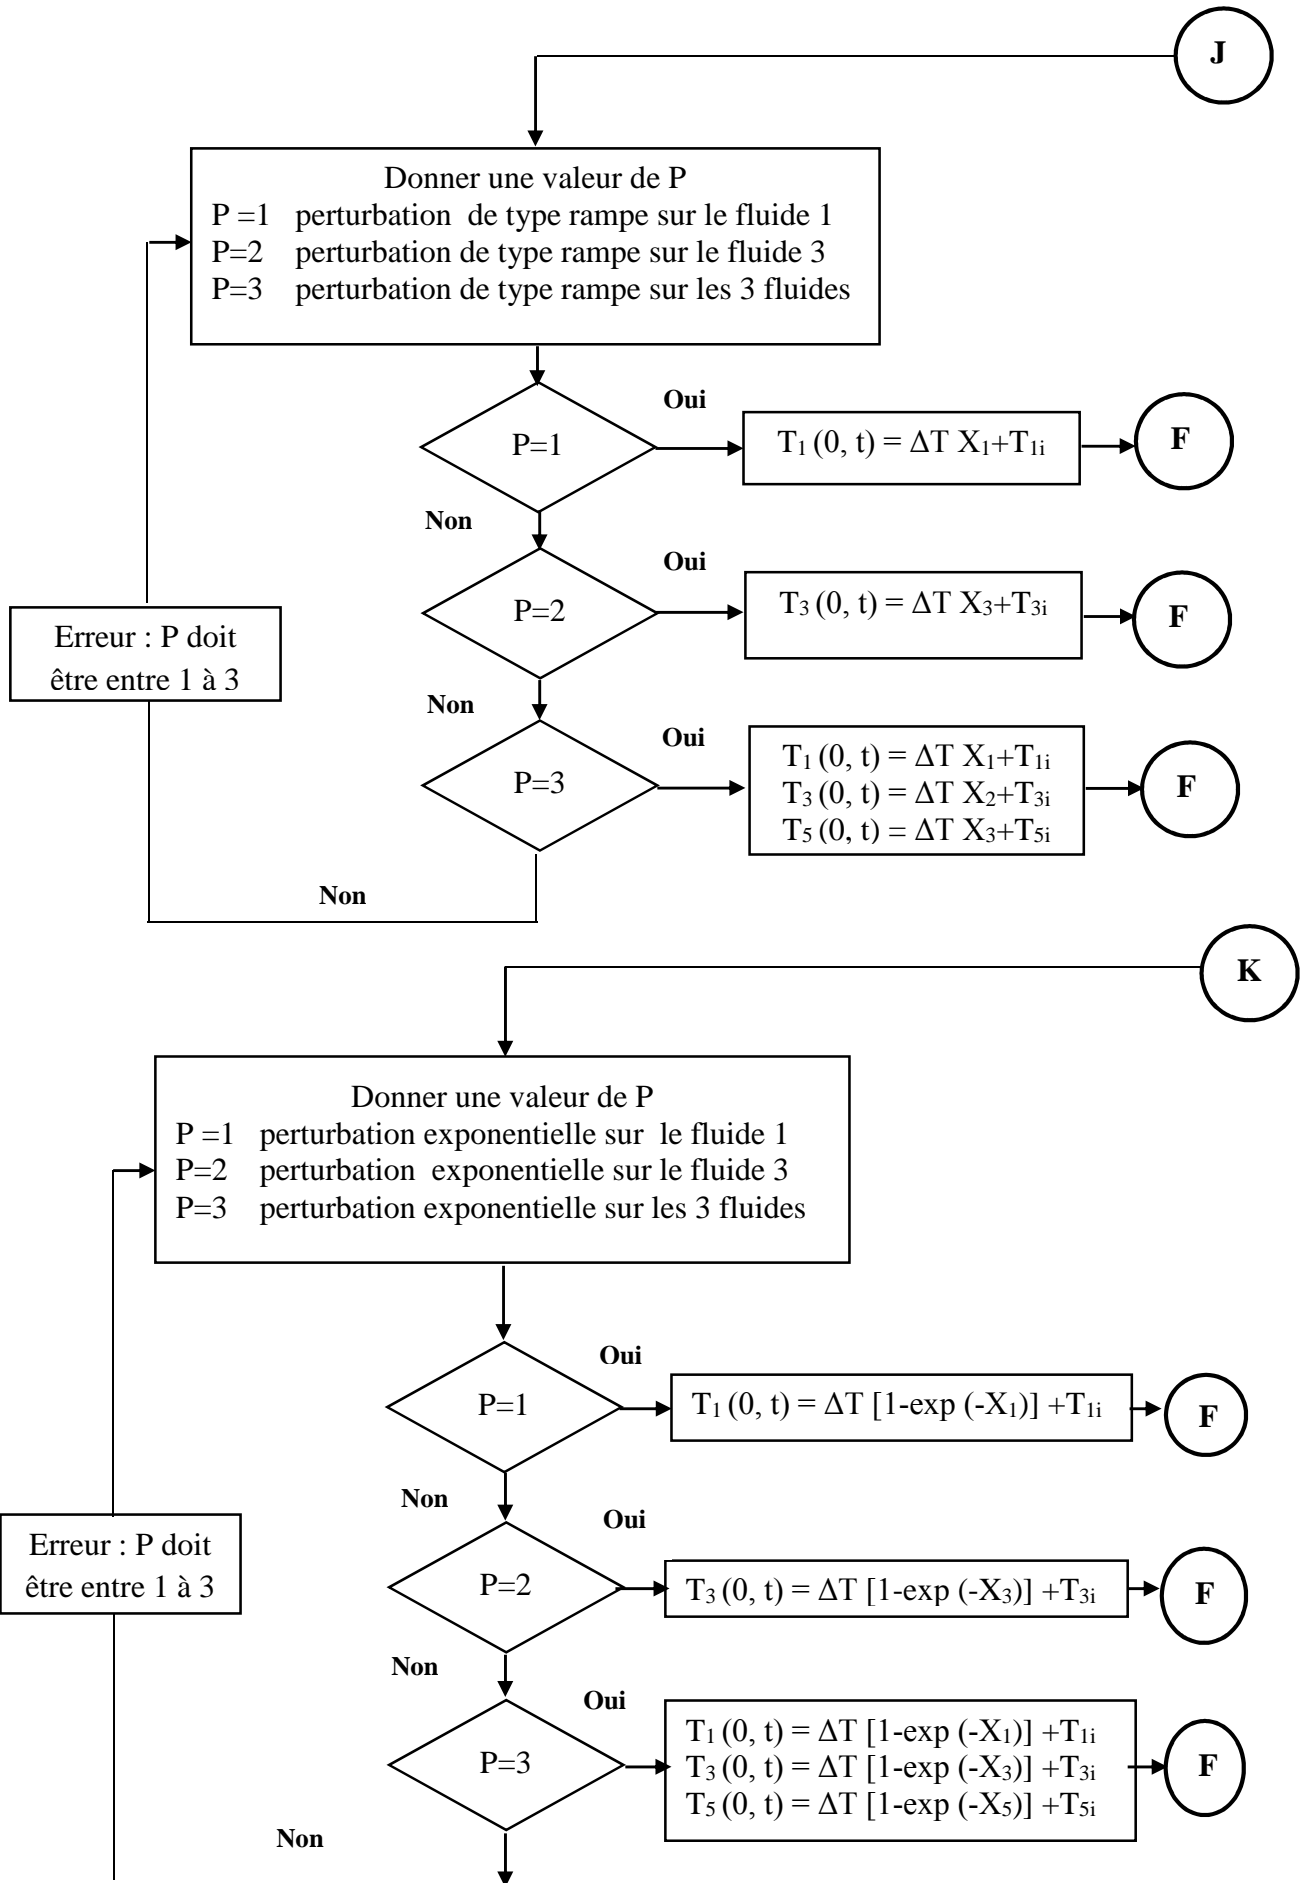 J
Donner une valeur de P
P =1 perturbation de type rampe sur le fluide 1
P=2 perturbation de type rampe sur le fluide 3
P=3 perturbation de type rampe sur les 3 fluides
Oui
P=1
T₁ (0, t) = ΔT X₁+T₁ᵢ
F
Non
Oui
P=2
T₃ (0, t) = ΔT X₃+T₃ᵢ
F
Erreur : P doit
être entre 1 à 3
Non
Oui
P=3
T₁ (0, t) = ΔT X₁+T₁ᵢ
T₃ (0, t) = ΔT X₂+T₃ᵢ
T₅ (0, t) = ΔT X₃+T₅ᵢ
F
Non
K
Donner une valeur de P
P =1 perturbation exponentielle sur le fluide 1
P=2 perturbation exponentielle sur le fluide 3
P=3 perturbation exponentielle sur les 3 fluides
Oui
P=1
T₁ (0, t) = ΔT [1-exp (-X₁)] +T₁ᵢ
F
Non
Oui
Erreur : P doit
être entre 1 à 3
P=2
T₃ (0, t) = ΔT [1-exp (-X₃)] +T₃ᵢ
F
Non
Oui
P=3
T₁ (0, t) = ΔT [1-exp (-X₁)] +T₁ᵢ
T₃ (0, t) = ΔT [1-exp (-X₃)] +T₃ᵢ
T₅ (0, t) = ΔT [1-exp (-X₅)] +T₅ᵢ
F
Non